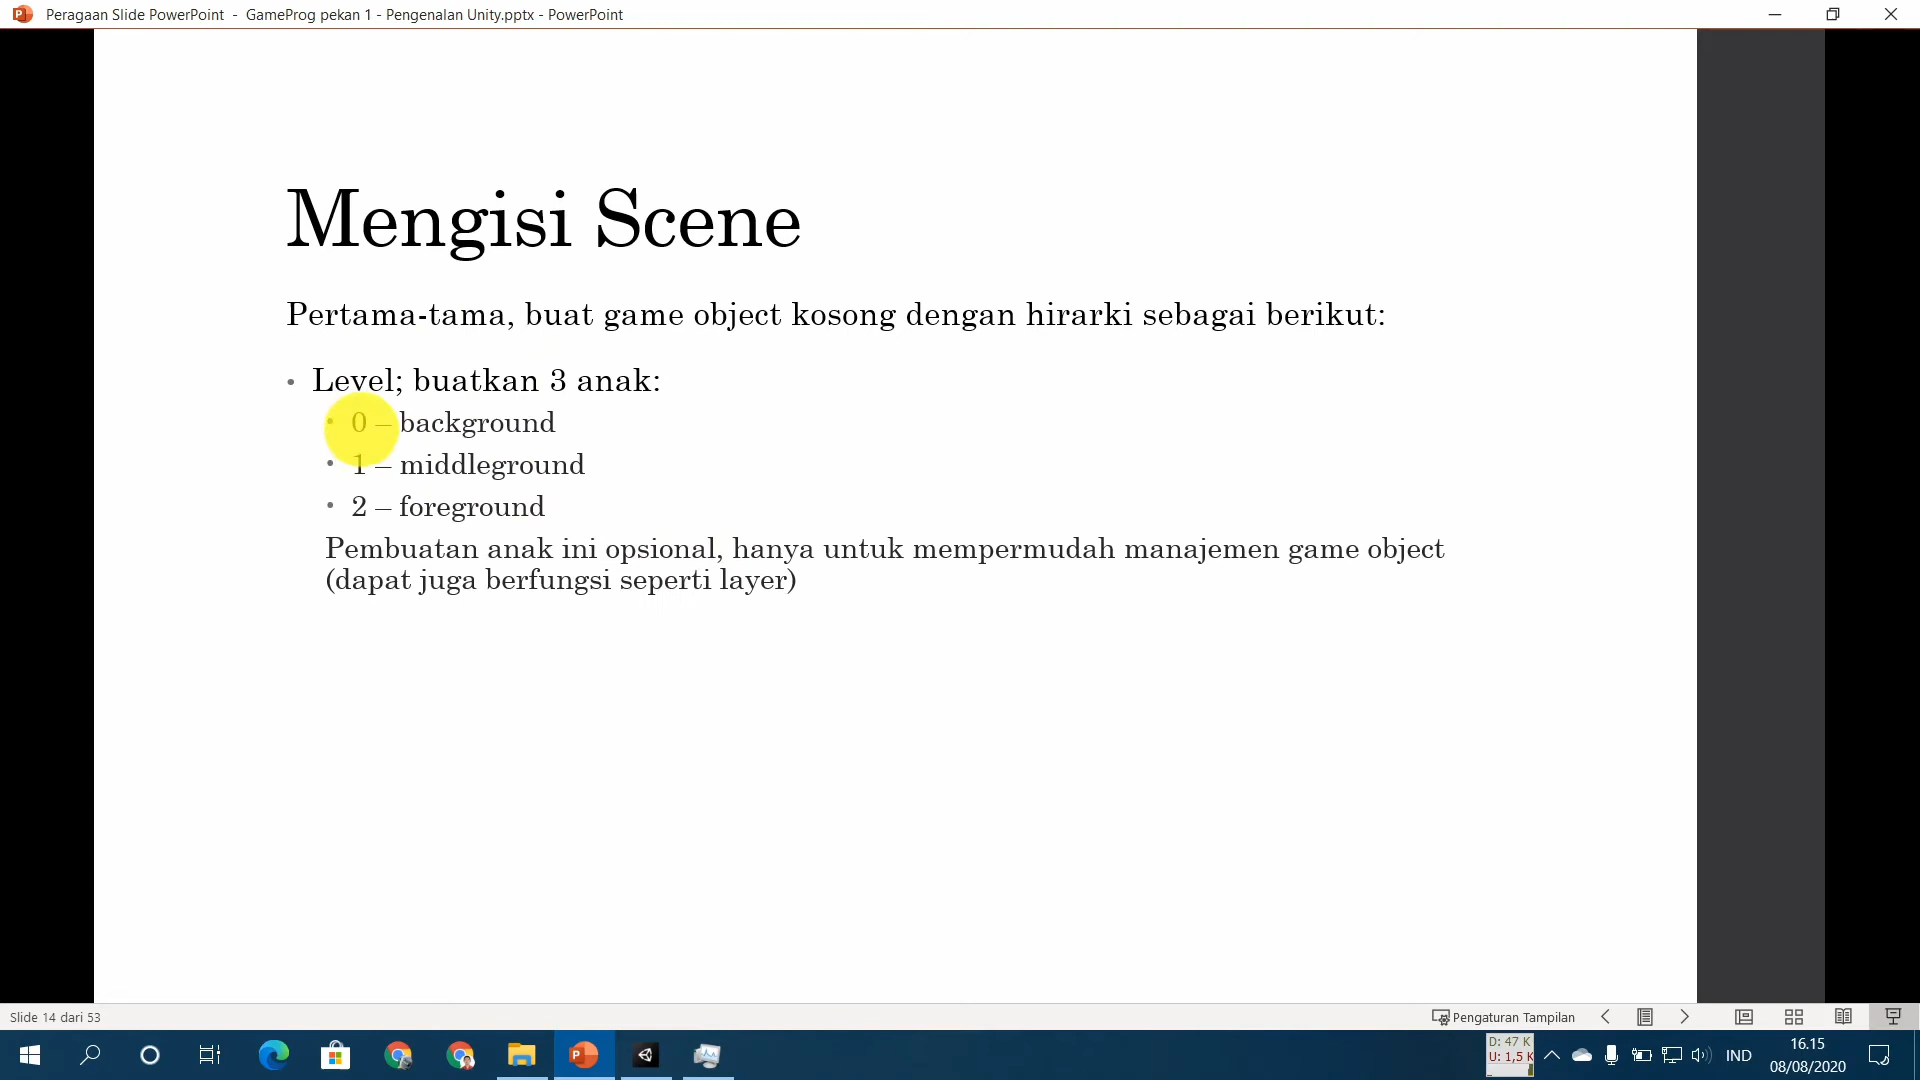 Peragaan Slide PowerPoint - GameProg pekan 1 - Pengenalan Unity.pptx - PowerPoint
Mengisi Scene
Pertama-tama, buat game object kosong dengan hirarki sebagai berikut:
• Level; buatkan 3 anak:
• 0 – background
• 1 – middleground
• 2 – foreground
Pembuatan anak ini opsional, hanya untuk mempermudah manajemen game object
(dapat juga berfungsi seperti layer)
Slide 14 dari 53
Pengaturan Tampilan
D: 47 K
U: 1,5 K
IND
16.15
08/08/2020